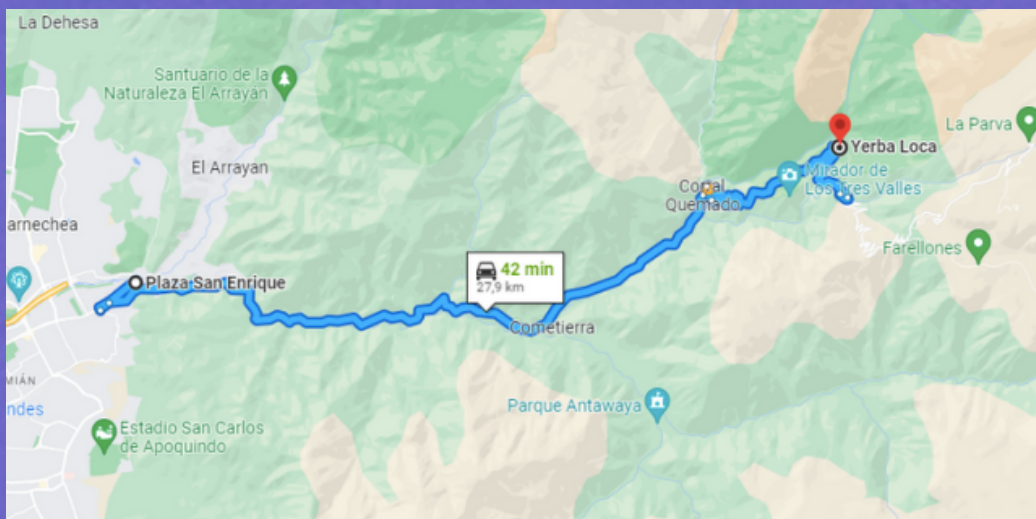 La Dehesa
Santuario de la
Naturaleza El Arrayan
El Arrayan
arnechea
Plaza San Enrique
42 min
27,9 km
Cometierra
Corral
Quemado
Yerba Loca
Mirador de
Los Tres Valles
La Parva
Farellones
Parque Antawaya
MIÁN
ndes
Estadio San Carlos
de Apoquindo